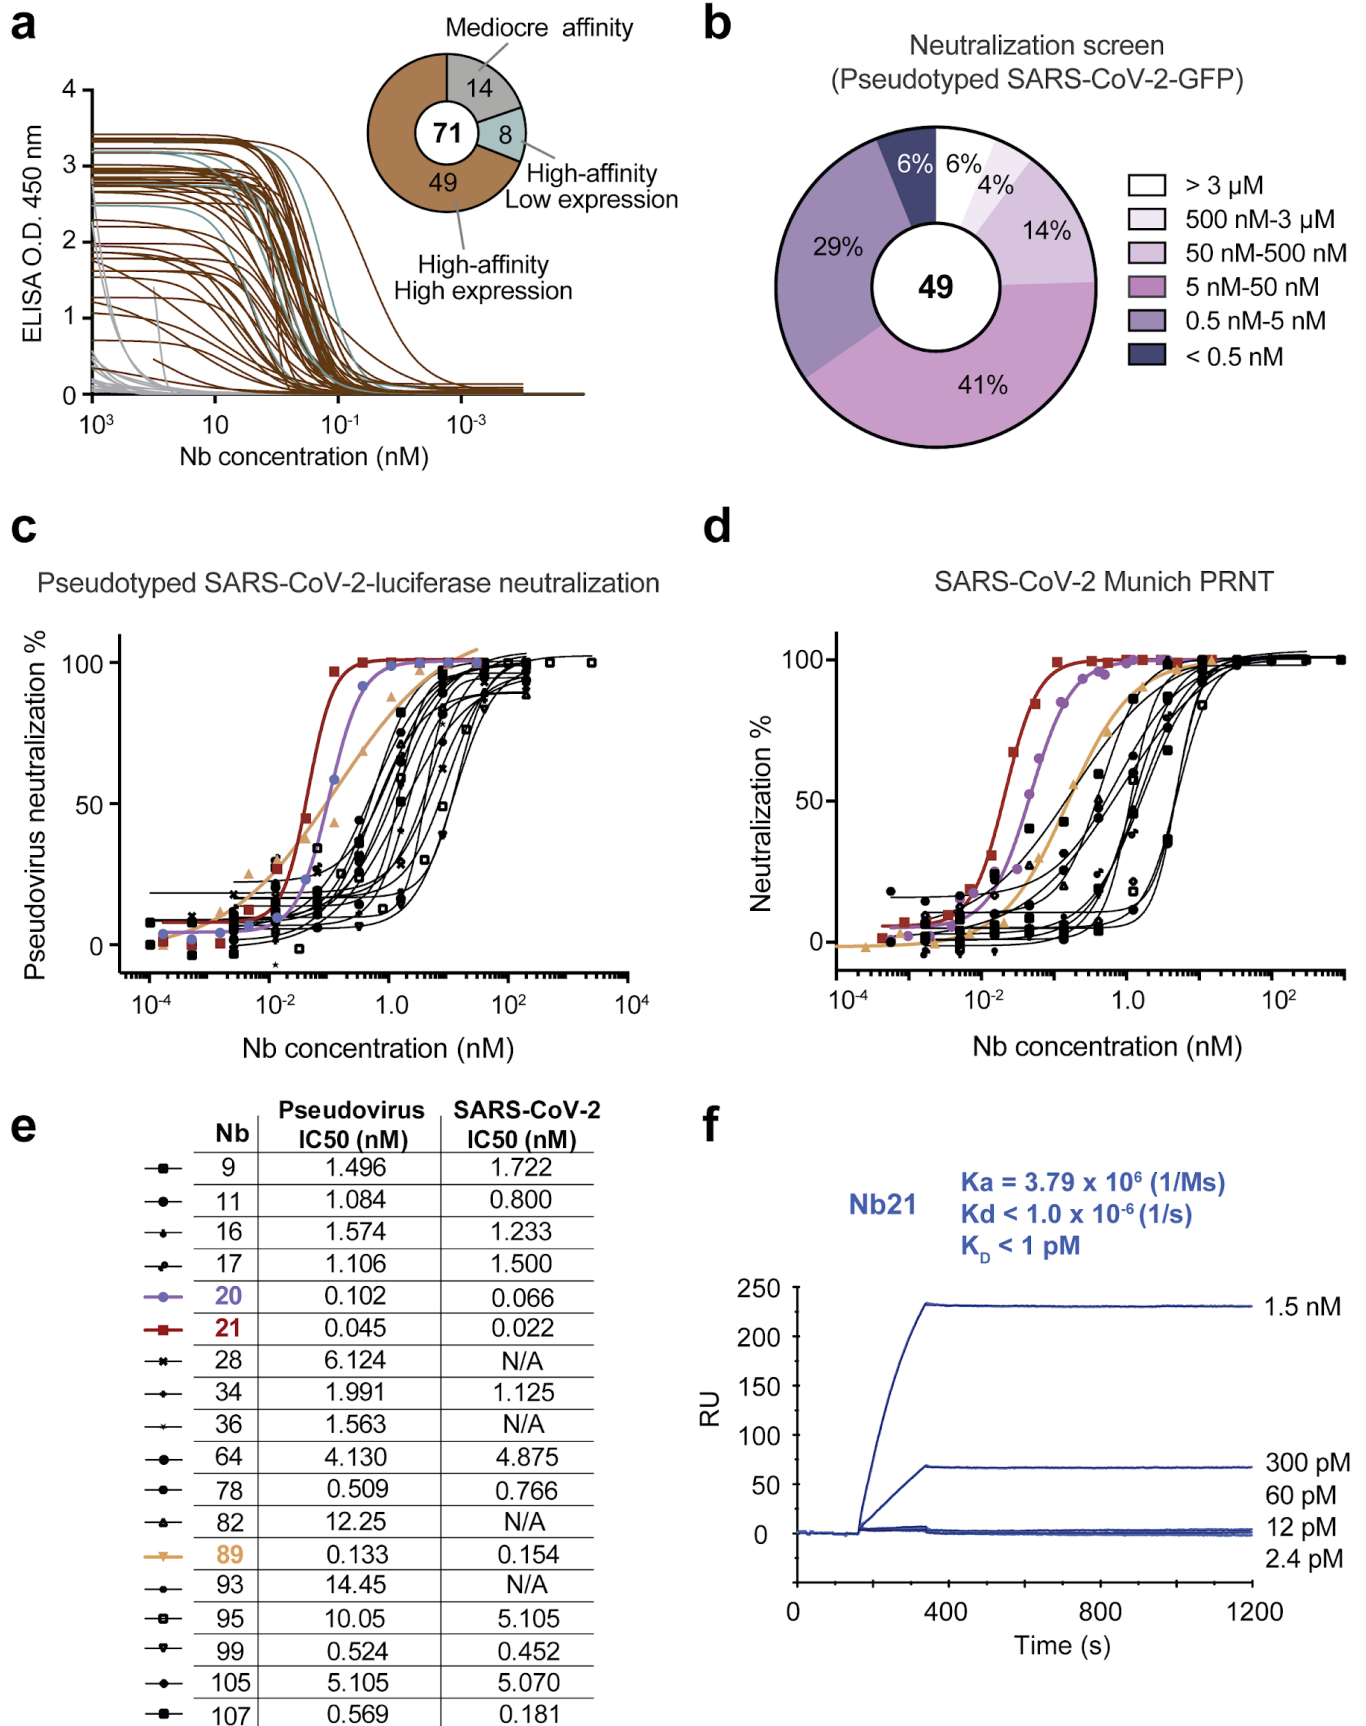 a
Mediocre affinity
14
71
8
49
High-affinity
Low expression
High-affinity
High expression
ELISA O.D. 450 nm
4
3
2
1
0
10³ 10 10⁻¹ 10⁻³
Nb concentration (nM)
b
Neutralization screen
(Pseudotyped SARS-CoV-2-GFP)
6% 6%
4%
14%
29%
49
41%
> 3 µM
500 nM-3 µM
50 nM-500 nM
5 nM-50 nM
0.5 nM-5 nM
< 0.5 nM
c
Pseudotyped SARS-CoV-2-luciferase neutralization
Pseudovirus neutralization %
100
50
0
10⁻⁴ 10⁻² 1.0 10² 10⁴
Nb concentration (nM)
d
SARS-CoV-2 Munich PRNT
Neutralization %
100
50
0
10⁻⁴ 10⁻² 1.0 10²
Nb concentration (nM)
e
Nb Pseudovirus IC50 (nM) SARS-CoV-2 IC50 (nM)
9 1.496 1.722
11 1.084 0.800
16 1.574 1.233
17 1.106 1.500
20 0.102 0.066
21 0.045 0.022
28 6.124 N/A
34 1.991 1.125
36 1.563 N/A
64 4.130 4.875
78 0.509 0.766
82 12.25 N/A
89 0.133 0.154
93 14.45 N/A
95 10.05 5.105
99 0.524 0.452
105 5.105 5.070
107 0.569 0.181
f
Nb21
Ka = 3.79 x 10⁶ (1/Ms)
Kd < 1.0 x 10⁻⁶ (1/s)
K_D < 1 pM
RU
250
200
150
100
50
0
1.5 nM
300 pM
60 pM
12 pM
2.4 pM
0 400 800 1200
Time (s)